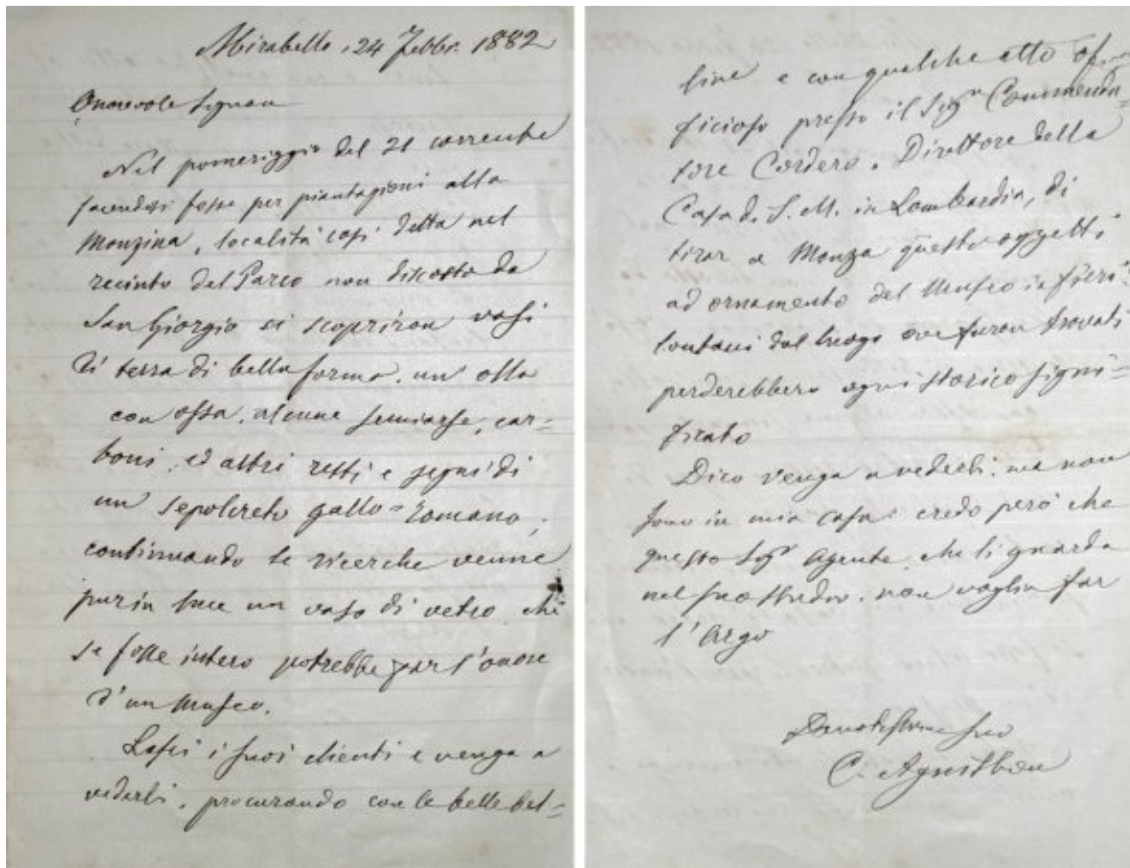 Mirabello, 24 Febbr. 1882
Onorevole Signore
Nel pomeriggio del 21 corrente
facendosi fosse per piantagioni alla
Monzina, località così detta nel
recinto del Parco non discosto da
San Giorgio si scopriron vasi
di terra di bella forma, un' olla
con ossa, alcune semiarse, car=
boni, ed altri resti e segni di
un sepolcreto gallo=romano,
continuando le ricerche venne
pur in luce un vaso di vetro che
se fosse intero potrebbe far l'onore
d'un Museo.
Lasci i suoi clienti e venga a
vederli, procurando con le belle bel=
line e con qualche atto of=
ficioso presso il Sigr Commenda=
tore Cordero, Direttore della
Casa di S. M. in Lombardia, di
tirar a Monza questi oggetti
ad ornamento del Museo in fieri:
lontani dal luogo ove furon trovati
perderebbero ogni storico signi=
ficato
Dico venga a vederli, ma non
sono in mia casa: credo però che
questo Sigr Agente, che li guarda
nel suo studio, non voglia far
l'Argo
Devotissimo suo
C.